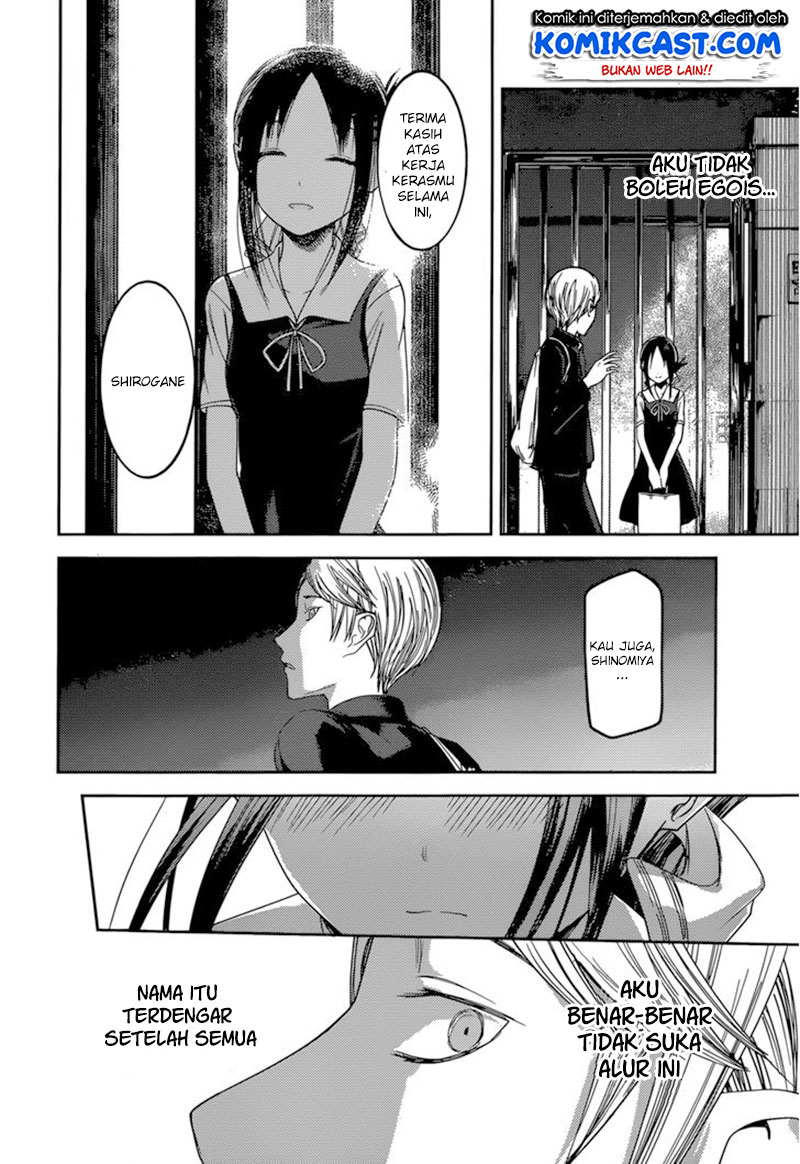 Komik ini diterjemahkan & diedit oleh
KOMIKCAST.COM
BUKAN WEB LAIN!!
AKU TIDAK
BOLEH EGOIS...
TERIMA
KASIH
ATAS
KERJA
KERASMU
SELAMA
INI,
SHIROGANE
KAU JUGA,
SHINOMIYA
...
AKU
BENAR-BENAR
TIDAK SUKA
ALUR INI
NAMA ITU
TERDENGAR
SETELAH SEMUA